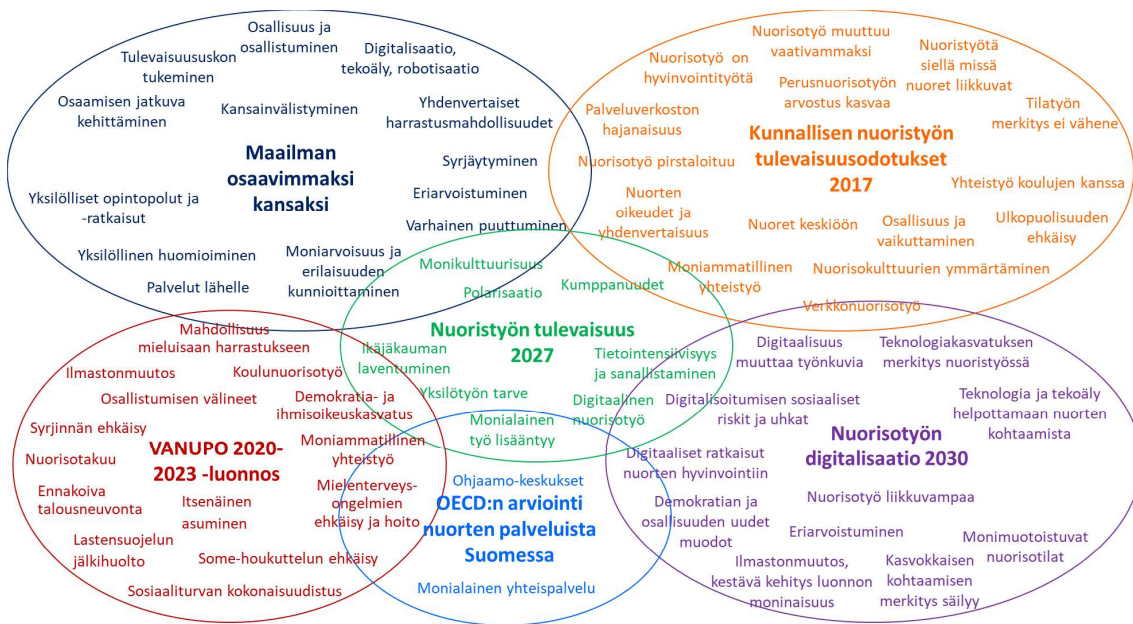 Osallisuus ja
osallistuminen
Tulevaisuususkon
tukeminen
Digitalisaatio,
tekoäly, robotisaatio
Osaamisen jatkuva
kehittäminen
Kansainvälistyminen
Yhdenvertaiset
harrastusmahdollisuudet
Maailman
osaavimmaksi
kansaksi
Syrjäytyminen
Eriarvoistuminen
Yksilölliset opintopolut ja
-ratkaisut
Varhainen puuttuminen
Yksilöllinen huomioiminen
Moniarvoisuus ja
erilaisuuden
kunnioittaminen
Palvelut lähelle
Nuorisotyö muuttuu
vaativammaksi
Nuorisotyö on
hyvinvointityötä
Nuoristyötä
siellä missä
nuoret liikkuvat
Perusnuorisotyön
arvostus kasvaa
Palveluverkoston
hajanaisuus
Tilatyön
merkitys ei vähene
Kunnallisen nuoristyön
tulevaisuusodotukset
2017
Nuorisotyö pirstaloituu
Yhteistyö koulujen kanssa
Nuorten
oikeudet ja
yhdenvertaisuus
Nuoret keskiöön
Osallisuus ja
vaikuttaminen
Ulkopuolisuuden
ehkäisy
Moniammatillinen
yhteistyö
Nuorisokulttuurien ymmärtäminen
Verkkonuorisotyö
Monikulttuurisuus
Polarisaatio
Kumppanuudet
Nuoristyön tulevaisuus
2027
Ikäjäkauman
laventuminen
Tietointensiivisyys
ja sanallistaminen
Yksilötyön tarve
Digitaalinen
nuorisotyö
Monialainen
työ lisääntyy
Mahdollisuus
mieluisaan harrastukseen
Ilmastonmuutos
Koulunuorisotyö
Osallistumisen välineet
Demokratia- ja
ihmisoikeuskasvatus
Syrjinnän ehkäisy
VANUPO 2020-
2023 -luonnos
Moniammatillinen
yhteistyö
Nuorisotakuu
Ennakoiva
talousneuvonta
Itsenäinen
asuminen
Mielenterveys-
ongelmien
ehkäisy ja hoito
Lastensuojelun
jälkihuolto
Some-houkuttelun ehkäisy
Sosiaaliturvan kokonaisuudistus
Ohjaamo-keskukset
OECD:n arviointi
nuorten palveluista
Suomessa
Monialainen yhteispalvelu
Digitaalisuus
muuttaa työnkuvia
Teknologiakasvatuksen
merkitys nuoristyössä
Digitalisoitumisen sosiaaliset
riskit ja uhkat
Teknologia ja tekoäly
helpottamaan nuorten
kohtaamista
Nuorisotyön
digitalisaatio 2030
Digitaaliset ratkaisut
nuorten hyvinvointiin
Nuorisotyö liikkuvampaa
Demokratian ja
osallisuuden uudet
muodot
Eriarvoistuminen
Monimuotoistuvat
nuorisotilat
Ilmastonmuutos,
kestävä kehitys luonnon
moninaisuus
Kasvokkaisen
kohtaamisen
merkitys säilyy